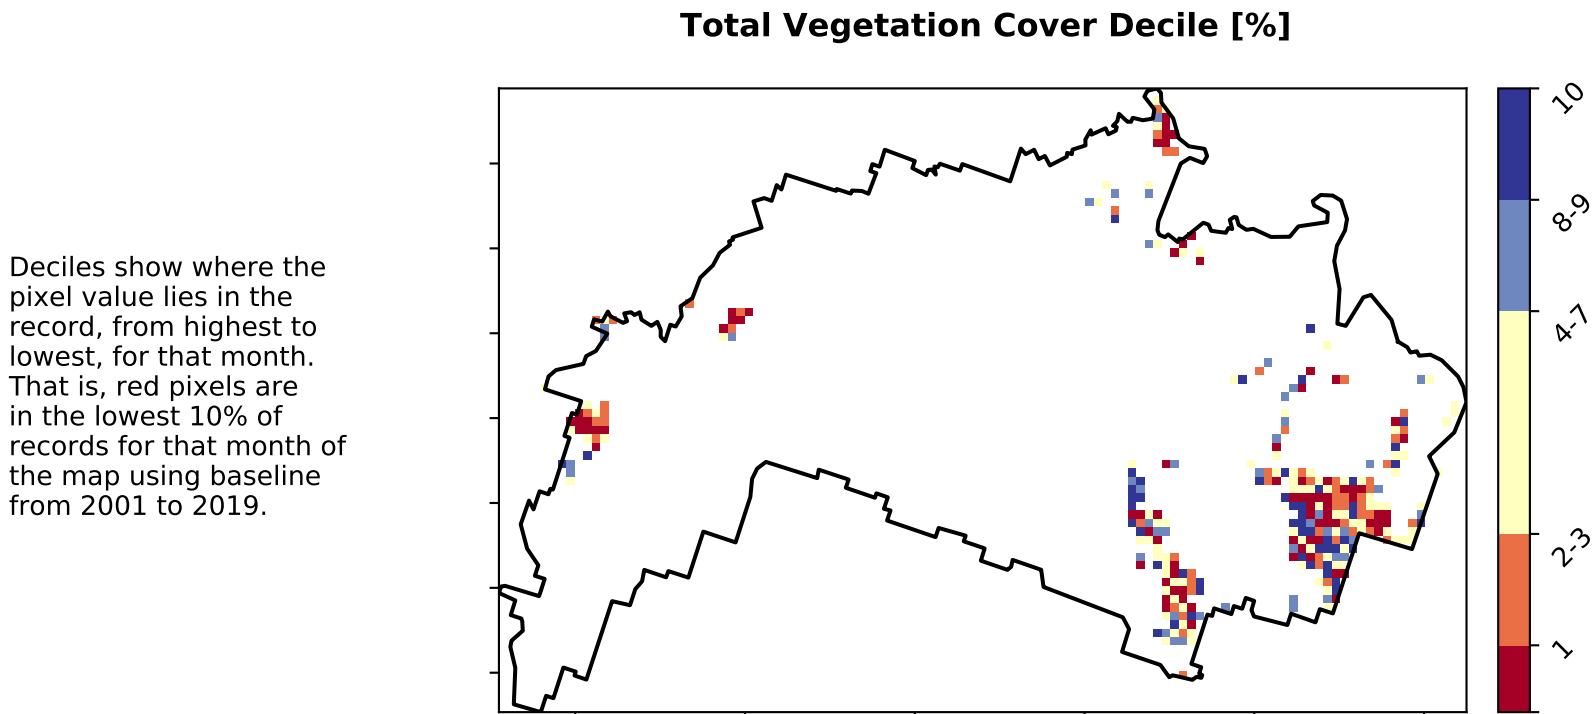 Total Vegetation Cover Decile [%]
Deciles show where the
pixel value lies in the
record, from highest to
lowest, for that month.
That is, red pixels are
in the lowest 10% of
records for that month of
the map using baseline
from 2001 to 2019.
10
8-9
4-7
2-3
1